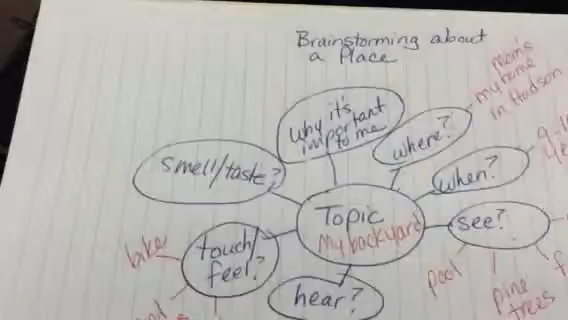 Brainstorming about
a Place
Mom's
my home
in Hudson
why it's
important
to me
where?
smell/taste?
when?
Topic
My backyard
see?
touch/
feel?
bike
hear?
pool
pine
trees